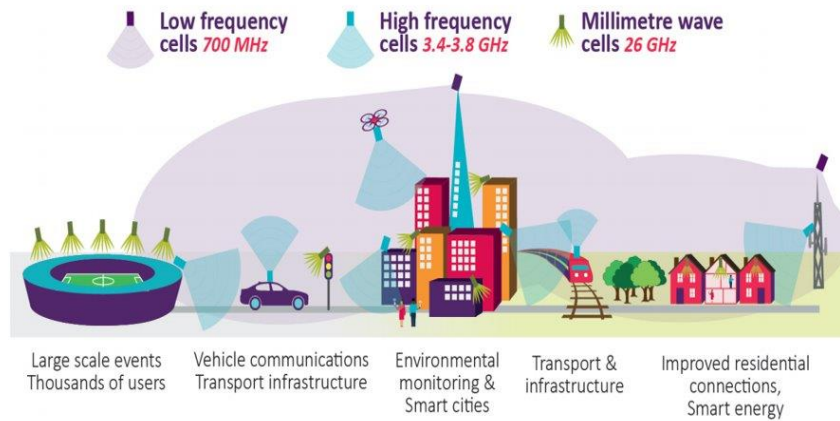 Low frequency
cells 700 MHz
High frequency
cells 3.4-3.8 GHz
Millimetre wave
cells 26 GHz
Large scale events
Thousands of users
Vehicle communications
Transport infrastructure
Environmental
monitoring &
Smart cities
Transport &
infrastructure
Improved residential
connections,
Smart energy